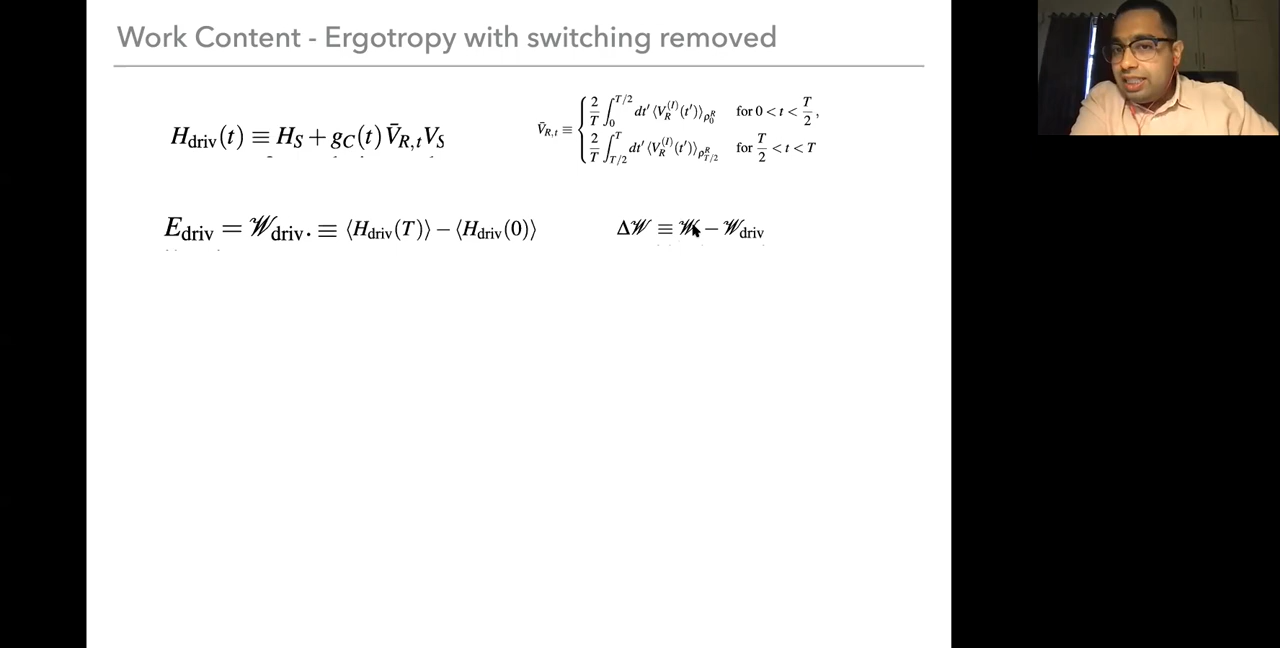 Work Content - Ergotropy with switching removed
H_driv(t) ≡ H_S + g_C(t) V̄_{R,t} V_S
V̄_{R,t} ≡ { 2/T ∫_0^{T/2} dt′ ⟨V_R^{(I)}(t′)⟩_{ρ_0^R} for 0 < t < T/2,
2/T ∫_{T/2}^T dt′ ⟨V_R^{(I)}(t′)⟩_{ρ_{T/2}^R} for T/2 < t < T
E_driv = 𝒲_driv. ≡ ⟨H_driv(T)⟩ − ⟨H_driv(0)⟩
Δ𝒲 ≡ 𝒲 − 𝒲_driv